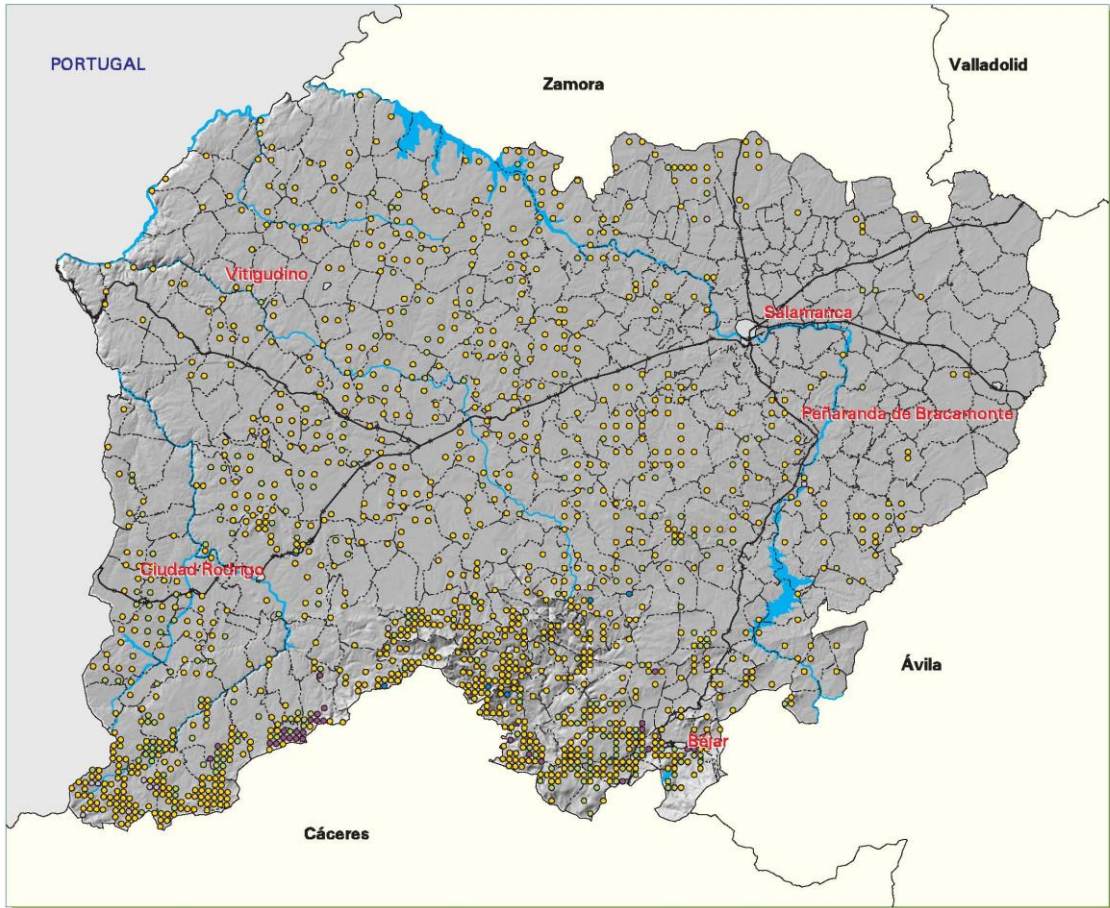 PORTUGAL
Zamora
Valladolid
Vitigudino
Salamanca
Peñaranda de Bracamonte
Ciudad Rodrigo
Ávila
Béjar
Cáceres